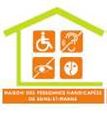 MAISON DES PERSONNES HANDICAPÉES
DE SEINE-ET-MARNE